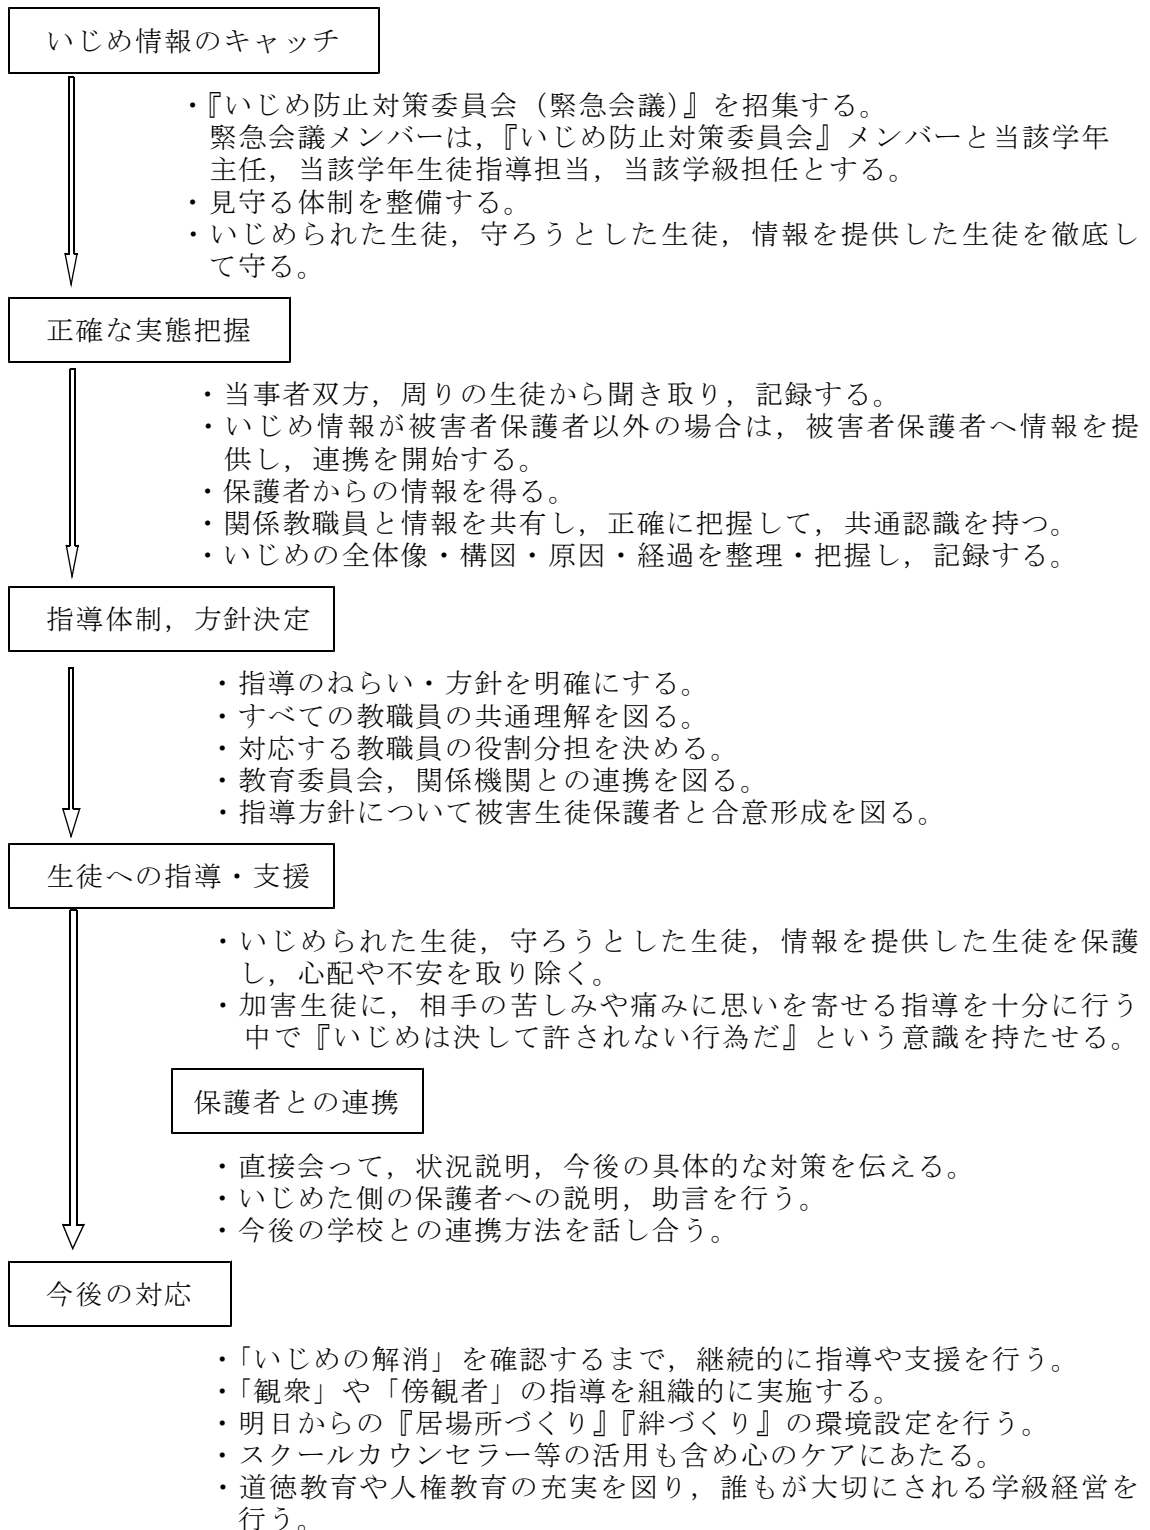 いじめ情報のキャッチ
・『いじめ防止対策委員会（緊急会議）』を招集する。
緊急会議メンバーは，『いじめ防止対策委員会』メンバーと当該学年
主任，当該学年生徒指導担当，当該学級担任とする。
・見守る体制を整備する。
・いじめられた生徒，守ろうとした生徒，情報を提供した生徒を徹底し
て守る。
正確な実態把握
・当事者双方，周りの生徒から聞き取り，記録する。
・いじめ情報が被害者保護者以外の場合は，被害者保護者へ情報を提
供し，連携を開始する。
・保護者からの情報を得る。
・関係教職員と情報を共有し，正確に把握して，共通認識を持つ。
・いじめの全体像・構図・原因・経過を整理・把握し，記録する。
指導体制，方針決定
・指導のねらい・方針を明確にする。
・すべての教職員の共通理解を図る。
・対応する教職員の役割分担を決める。
・教育委員会，関係機関との連携を図る。
・指導方針について被害生徒保護者と合意形成を図る。
生徒への指導・支援
・いじめられた生徒，守ろうとした生徒，情報を提供した生徒を保護
し，心配や不安を取り除く。
・加害生徒に，相手の苦しみや痛みに思いを寄せる指導を十分に行う
中で『いじめは決して許されない行為だ』という意識を持たせる。
保護者との連携
・直接会って，状況説明，今後の具体的な対策を伝える。
・いじめた側の保護者への説明，助言を行う。
・今後の学校との連携方法を話し合う。
今後の対応
・「いじめの解消」を確認するまで，継続的に指導や支援を行う。
・「観衆」や「傍観者」の指導を組織的に実施する。
・明日からの『居場所づくり』『絆づくり』の環境設定を行う。
・スクールカウンセラー等の活用も含め心のケアにあたる。
・道徳教育や人権教育の充実を図り，誰もが大切にされる学級経営を
行う。